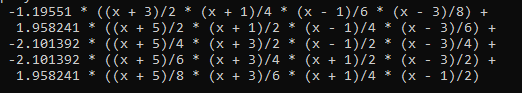 -1.19551 * ((x + 3)/2 * (x + 1)/4 * (x - 1)/6 * (x - 3)/8) +
1.958241 * ((x + 5)/2 * (x + 1)/2 * (x - 1)/4 * (x - 3)/6) +
-2.101392 * ((x + 5)/4 * (x + 3)/2 * (x - 1)/2 * (x - 3)/4) +
-2.101392 * ((x + 5)/6 * (x + 3)/4 * (x + 1)/2 * (x - 3)/2) +
1.958241 * ((x + 5)/8 * (x + 3)/6 * (x + 1)/4 * (x - 1)/2)